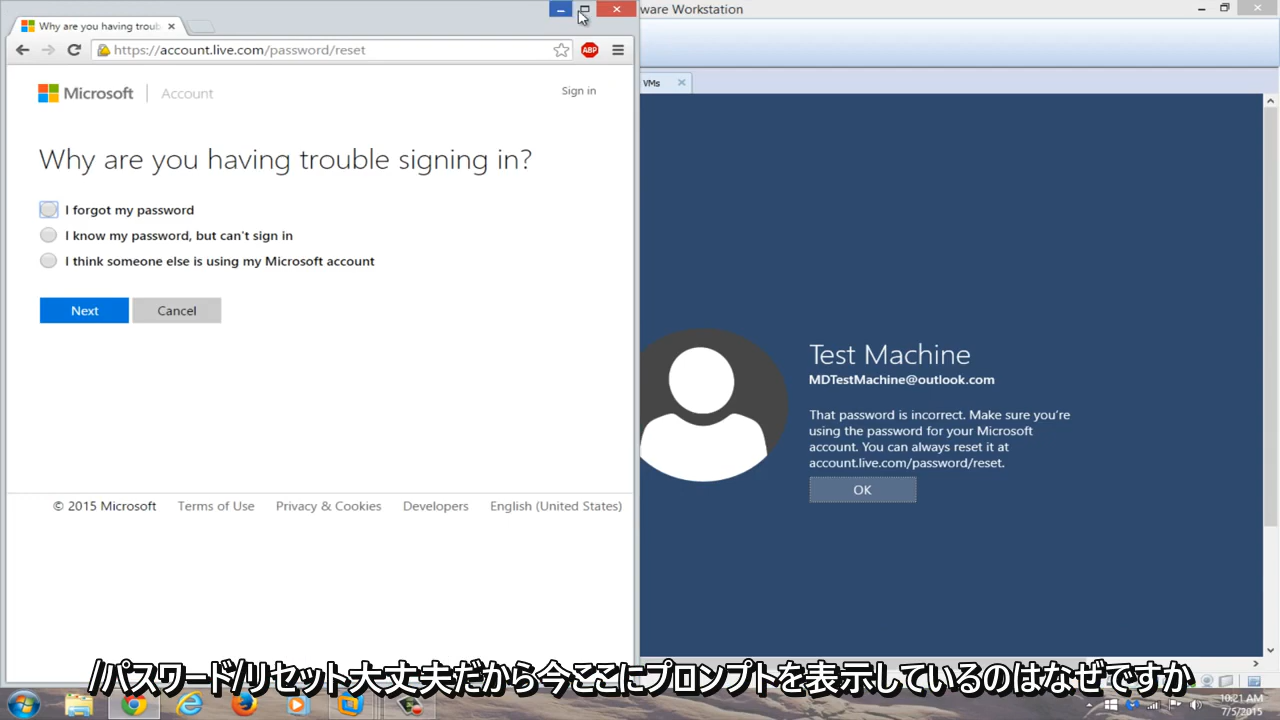 Why are you having troub
https://account.live.com/password/reset
ABP
Microsoft
Account
Sign in
Why are you having trouble signing in?
I forgot my password
I know my password, but can't sign in
I think someone else is using my Microsoft account
Next
Cancel
© 2015 Microsoft
Terms of Use
Privacy & Cookies
Developers
English (United States)
ware Workstation
VMs
Test Machine
MDTestMachine@outlook.com
That password is incorrect. Make sure you're
using the password for your Microsoft
account. You can always reset it at
account.live.com/password/reset.
OK
/パスワード/リセット大丈夫だから今ここにプロンプトを表示しているのはなぜですか
10:21 AM
7/5/2015